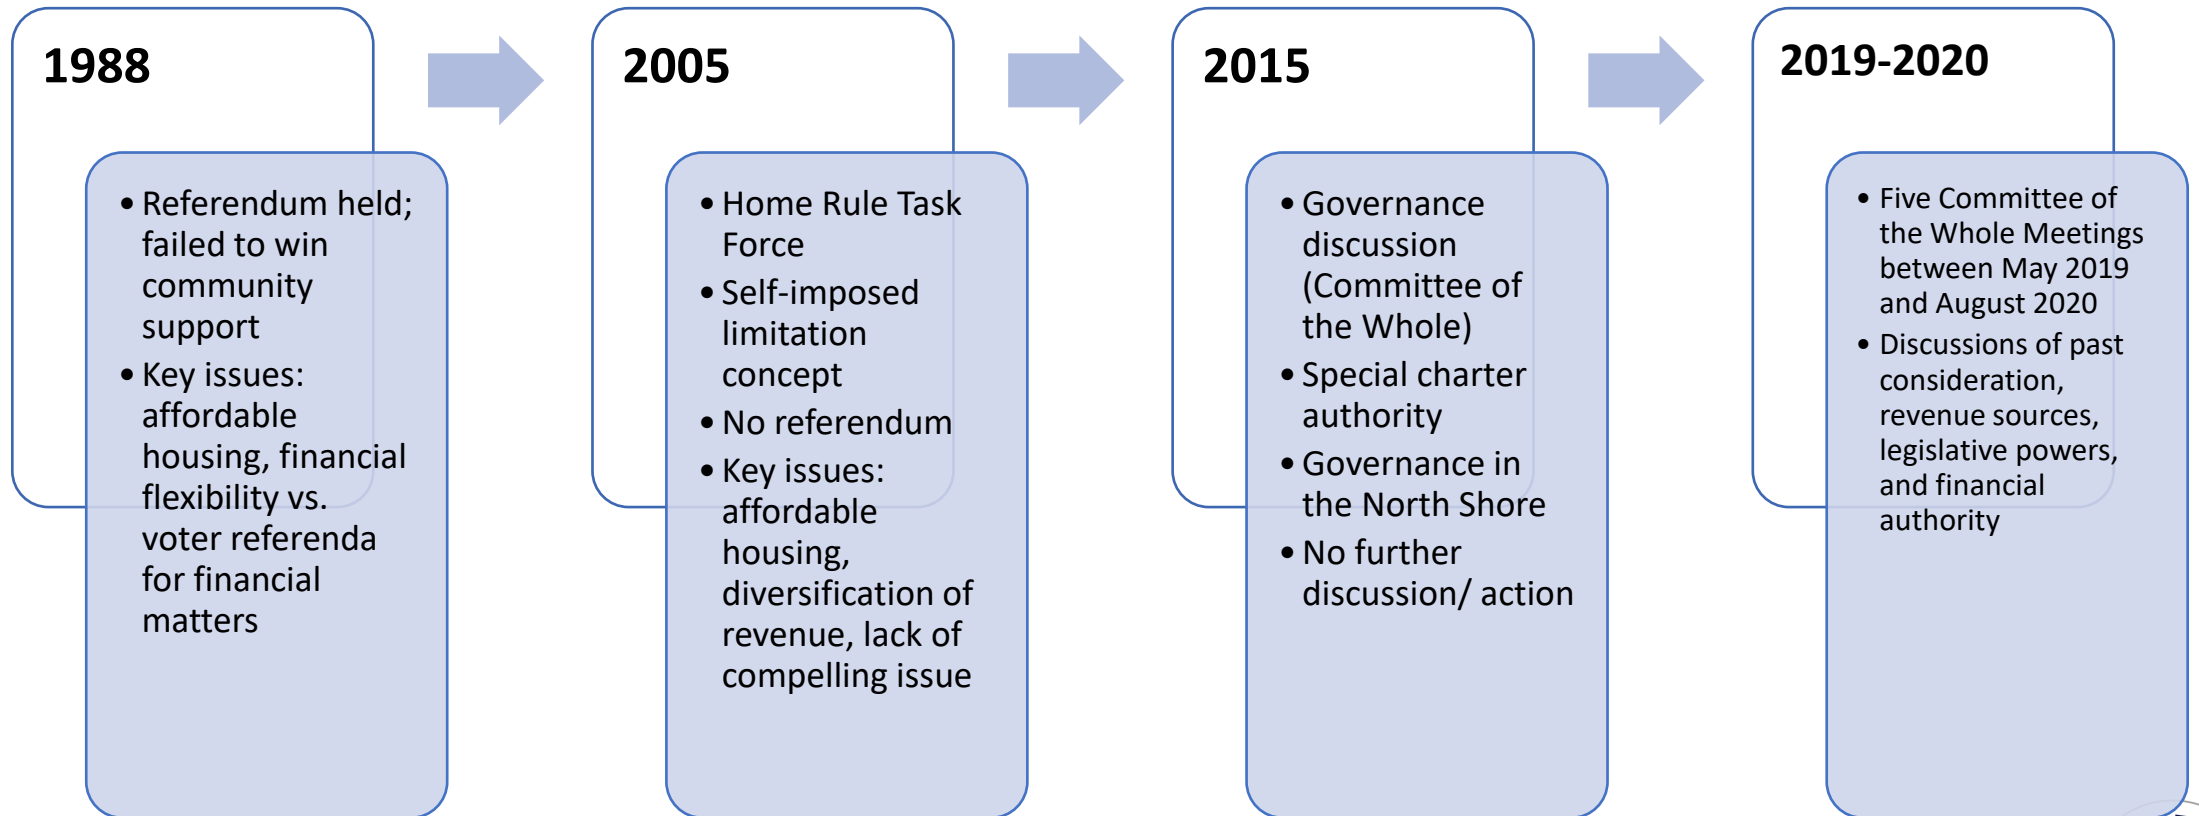 1988
• Referendum held;
failed to win
community
support
• Key issues:
affordable
housing, financial
flexibility vs.
voter referenda
for financial
matters
2005
• Home Rule Task
Force
• Self-imposed
limitation
concept
• No referendum
• Key issues:
affordable
housing,
diversification of
revenue, lack of
compelling issue
2015
• Governance
discussion
(Committee of
the Whole)
• Special charter
authority
• Governance in
the North Shore
• No further
discussion/ action
2019-2020
• Five Committee of
the Whole Meetings
between May 2019
and August 2020
• Discussions of past
consideration,
revenue sources,
legislative powers,
and financial
authority